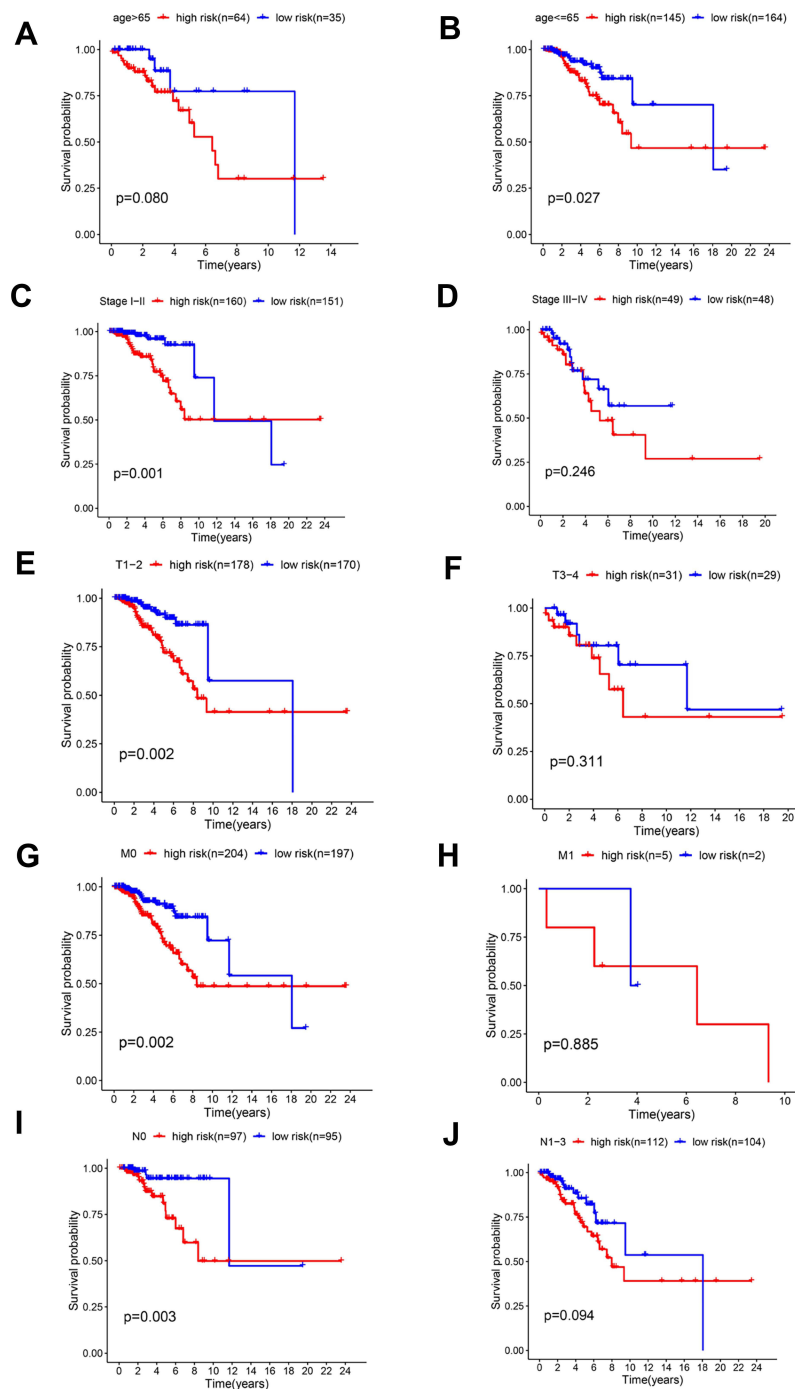 A
age>65 high risk(n=64) low risk(n=35)
Survival probability
1.00
0.75
0.50
0.25
0.00
p=0.080
0 2 4 6 8 10 12 14
Time(years)
B
age<=65 high risk(n=145) low risk(n=164)
Survival probability
1.00
0.75
0.50
0.25
0.00
p=0.027
0 2 4 6 8 10 12 14 16 18 20 22 24
Time(years)
C
Stage I−II high risk(n=160) low risk(n=151)
Survival probability
1.00
0.75
0.50
0.25
0.00
p=0.001
0 2 4 6 8 10 12 14 16 18 20 22 24
Time(years)
D
Stage III−IV high risk(n=49) low risk(n=48)
Survival probability
1.00
0.75
0.50
0.25
0.00
p=0.246
0 2 4 6 8 10 12 14 16 18 20
Time(years)
E
T1−2 high risk(n=178) low risk(n=170)
Survival probability
1.00
0.75
0.50
0.25
0.00
p=0.002
0 2 4 6 8 10 12 14 16 18 20 22 24
Time(years)
F
T3−4 high risk(n=31) low risk(n=29)
Survival probability
1.00
0.75
0.50
0.25
0.00
p=0.311
0 2 4 6 8 10 12 14 16 18 20
Time(years)
G
M0 high risk(n=204) low risk(n=197)
Survival probability
1.00
0.75
0.50
0.25
0.00
p=0.002
0 2 4 6 8 10 12 14 16 18 20 22 24
Time(years)
H
M1 high risk(n=5) low risk(n=2)
Survival probability
1.00
0.75
0.50
0.25
0.00
p=0.885
0 2 4 6 8 10
Time(years)
I
N0 high risk(n=97) low risk(n=95)
Survival probability
1.00
0.75
0.50
0.25
0.00
p=0.003
0 2 4 6 8 10 12 14 16 18 20 22 24
Time(years)
J
N1−3 high risk(n=112) low risk(n=104)
Survival probability
1.00
0.75
0.50
0.25
0.00
p=0.094
0 2 4 6 8 10 12 14 16 18 20 22 24
Time(years)